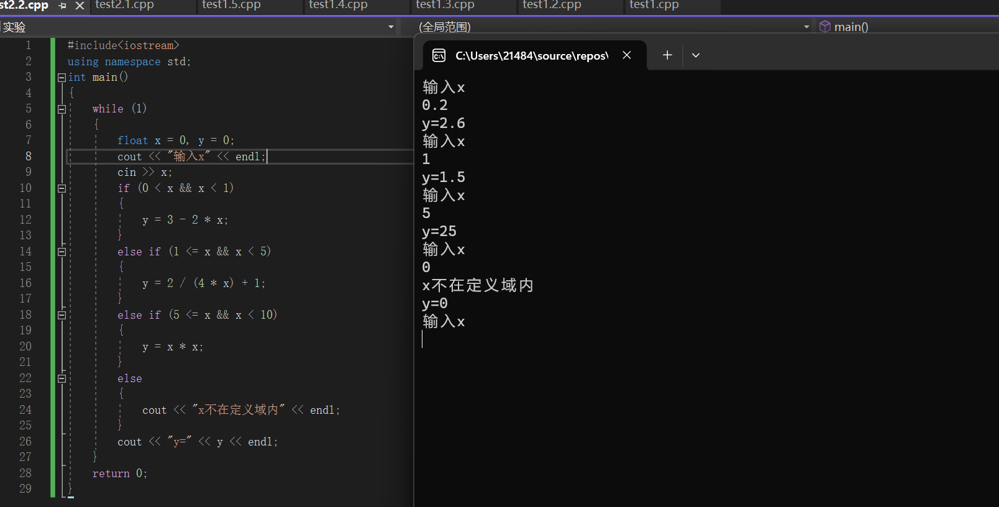 st2.2.cpp test2.1.cpp test1.5.cpp test1.4.cpp test1.3.cpp test1.2.cpp test1.cpp
实验 (全局范围) main()
1 #include<iostream>
2 using namespace std;
3 int main()
4 {
5 while (1)
6 {
7 float x = 0, y = 0;
8 cout << "输入x" << endl;
9 cin >> x;
10 if (0 < x && x < 1)
11 {
12 y = 3 - 2 * x;
13 }
14 else if (1 <= x && x < 5)
15 {
16 y = 2 / (4 * x) + 1;
17 }
18 else if (5 <= x && x < 10)
19 {
20 y = x * x;
21 }
22 else
23 {
24 cout << "x不在定义域内" << endl;
25 }
26 cout << "y=" << y << endl;
27 }
28 return 0;
29 }
C:\Users\21484\source\repos\
输入x
0.2
y=2.6
输入x
1
y=1.5
输入x
5
y=25
输入x
0
x不在定义域内
y=0
输入x